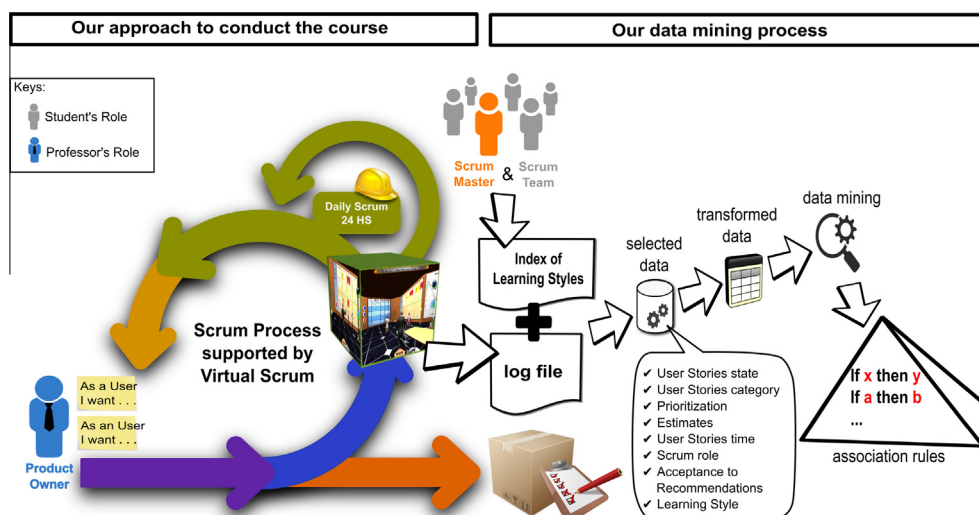 Our approach to conduct the course
Our data mining process
Keys:
Student's Role
Professor's Role
Daily Scrum
24 HS
Scrum
Master
&
Scrum
Team
Index of
Learning Styles
log file
selected
data
transformed
data
data mining
Scrum Process
supported by
Virtual Scrum
As a User
I want . . .
As an User
I want . . .
Product
Owner
✔ User Stories state
✔ User Stories category
✔ Prioritization
✔ Estimates
✔ User Stories time
✔ Scrum role
✔ Acceptance to
Recommendations
✔ Learning Style
If x then y
If a then b
...
association rules